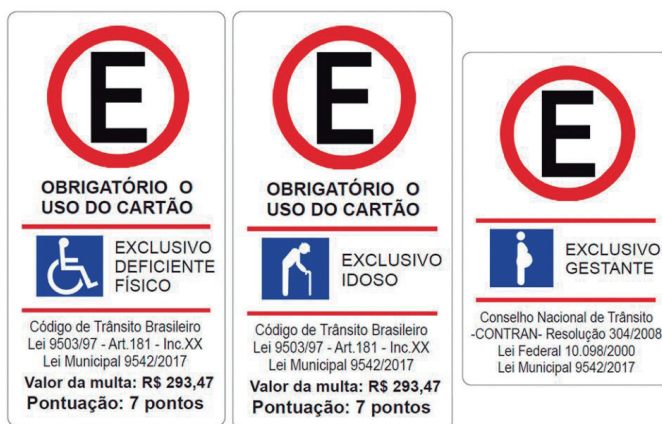 E
OBRIGATÓRIO O
USO DO CARTÃO
EXCLUSIVO
DEFICIENTE
FÍSICO
Código de Trânsito Brasileiro
Lei 9503/97 - Art.181 - Inc.XX
Lei Municipal 9542/2017
Valor da multa: R$ 293,47
Pontuação: 7 pontos
E
OBRIGATÓRIO O
USO DO CARTÃO
EXCLUSIVO
IDOSO
Código de Trânsito Brasileiro
Lei 9503/97 - Art.181 - Inc.XX
Lei Municipal 9542/2017
Valor da multa: R$ 293,47
Pontuação: 7 pontos
E
EXCLUSIVO
GESTANTE
Conselho Nacional de Trânsito
-CONTRAN- Resolução 304/2008
Lei Federal 10.098/2000
Lei Municipal 9542/2017